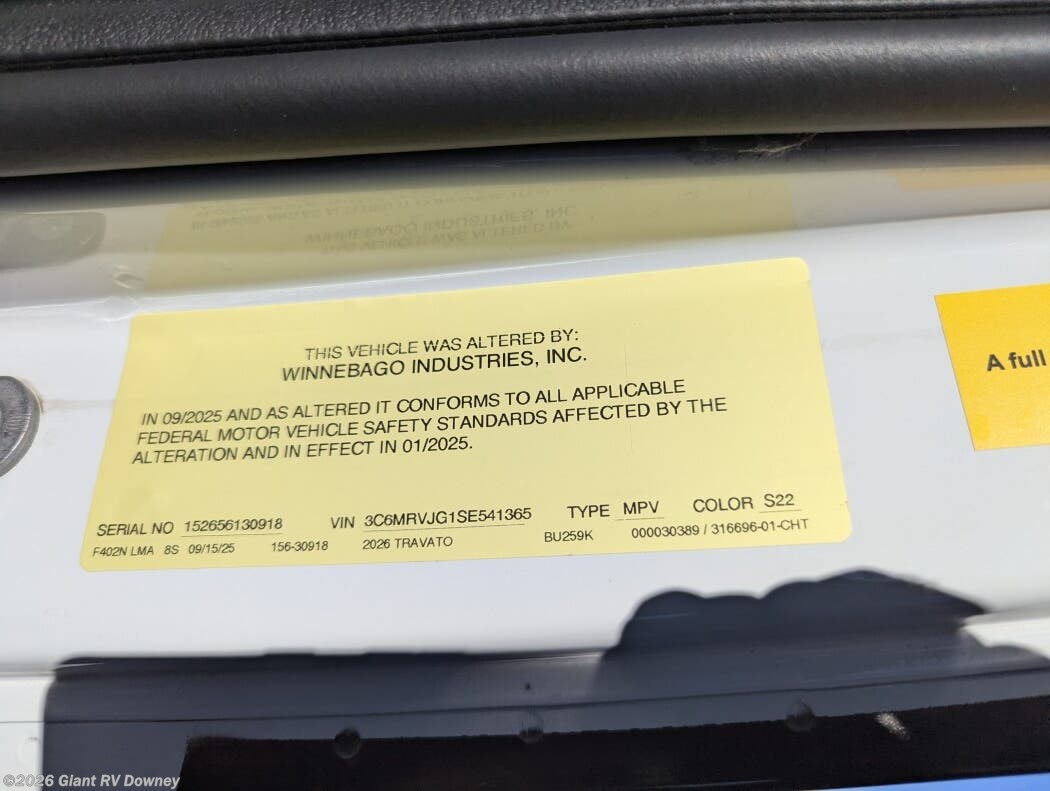 THIS VEHICLE WAS ALTERED BY:
WINNEBAGO INDUSTRIES, INC.
IN 09/2025 AND AS ALTERED IT CONFORMS TO ALL APPLICABLE
FEDERAL MOTOR VEHICLE SAFETY STANDARDS AFFECTED BY THE
ALTERATION AND IN EFFECT IN 01/2025.
SERIAL NO 152656130918 VIN 3C6MRVJG1SE541365 TYPE MPV COLOR S22
F402N LMA 8S 09/15/25 156-30918 2026 TRAVATO BU259K 000030389 / 316696-01-CHT
A full
©2026 Giant RV Downey